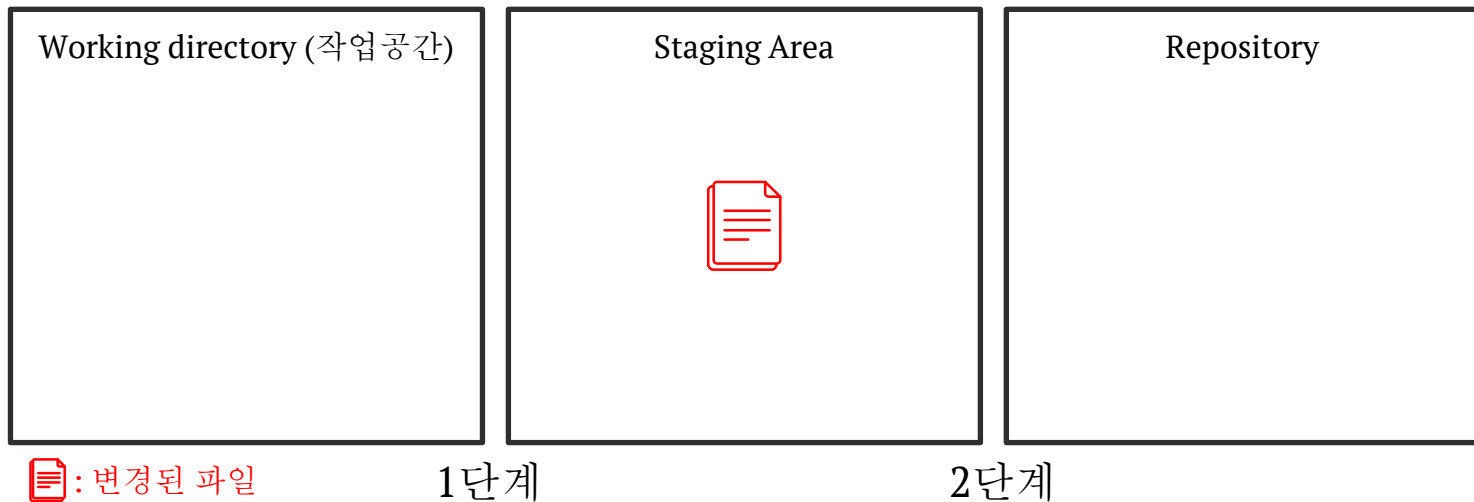 Working directory (작업공간)
Staging Area
Repository
: 변경된 파일
1단계
2단계